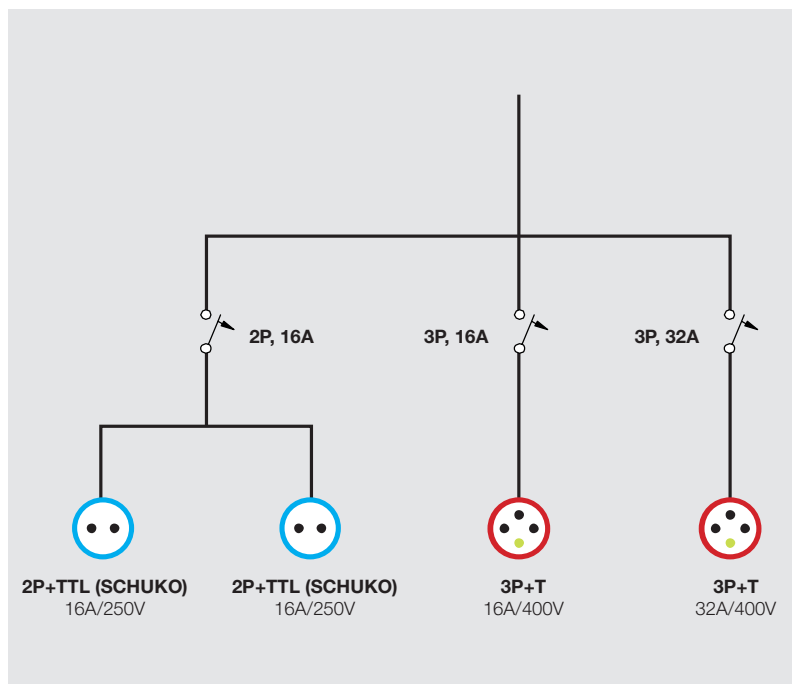 2P, 16A
3P, 16A
3P, 32A
2P+TTL (SCHUKO)
16A/250V
2P+TTL (SCHUKO)
16A/250V
3P+T
16A/400V
3P+T
32A/400V